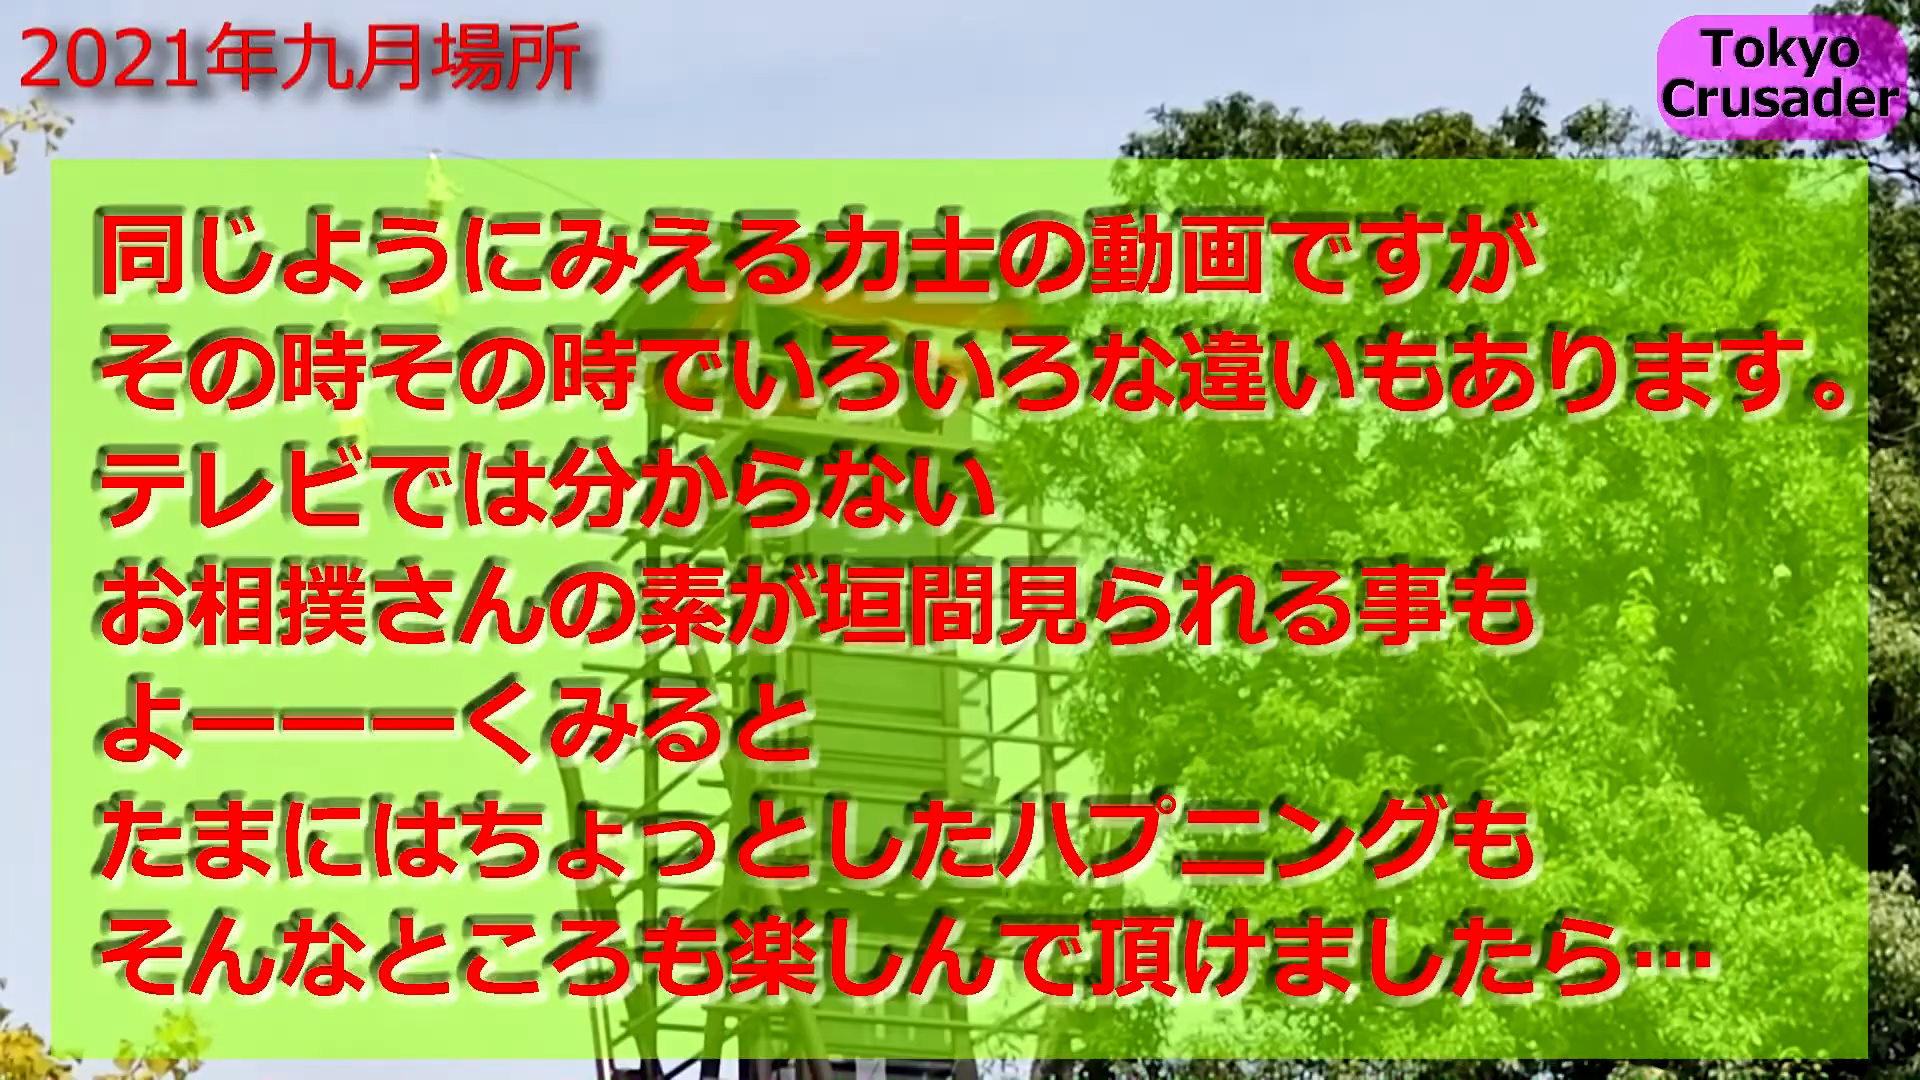 2021年九月場所
Tokyo
Crusader
同じようにみえる力士の動画ですが
その時その時でいろいろな違いもあります。
テレビでは分からない
お相撲さんの素が垣間見られる事も
よーーーくみると
たまにはちょっとしたハプニングも
そんなところも楽しんで頂けましたら…